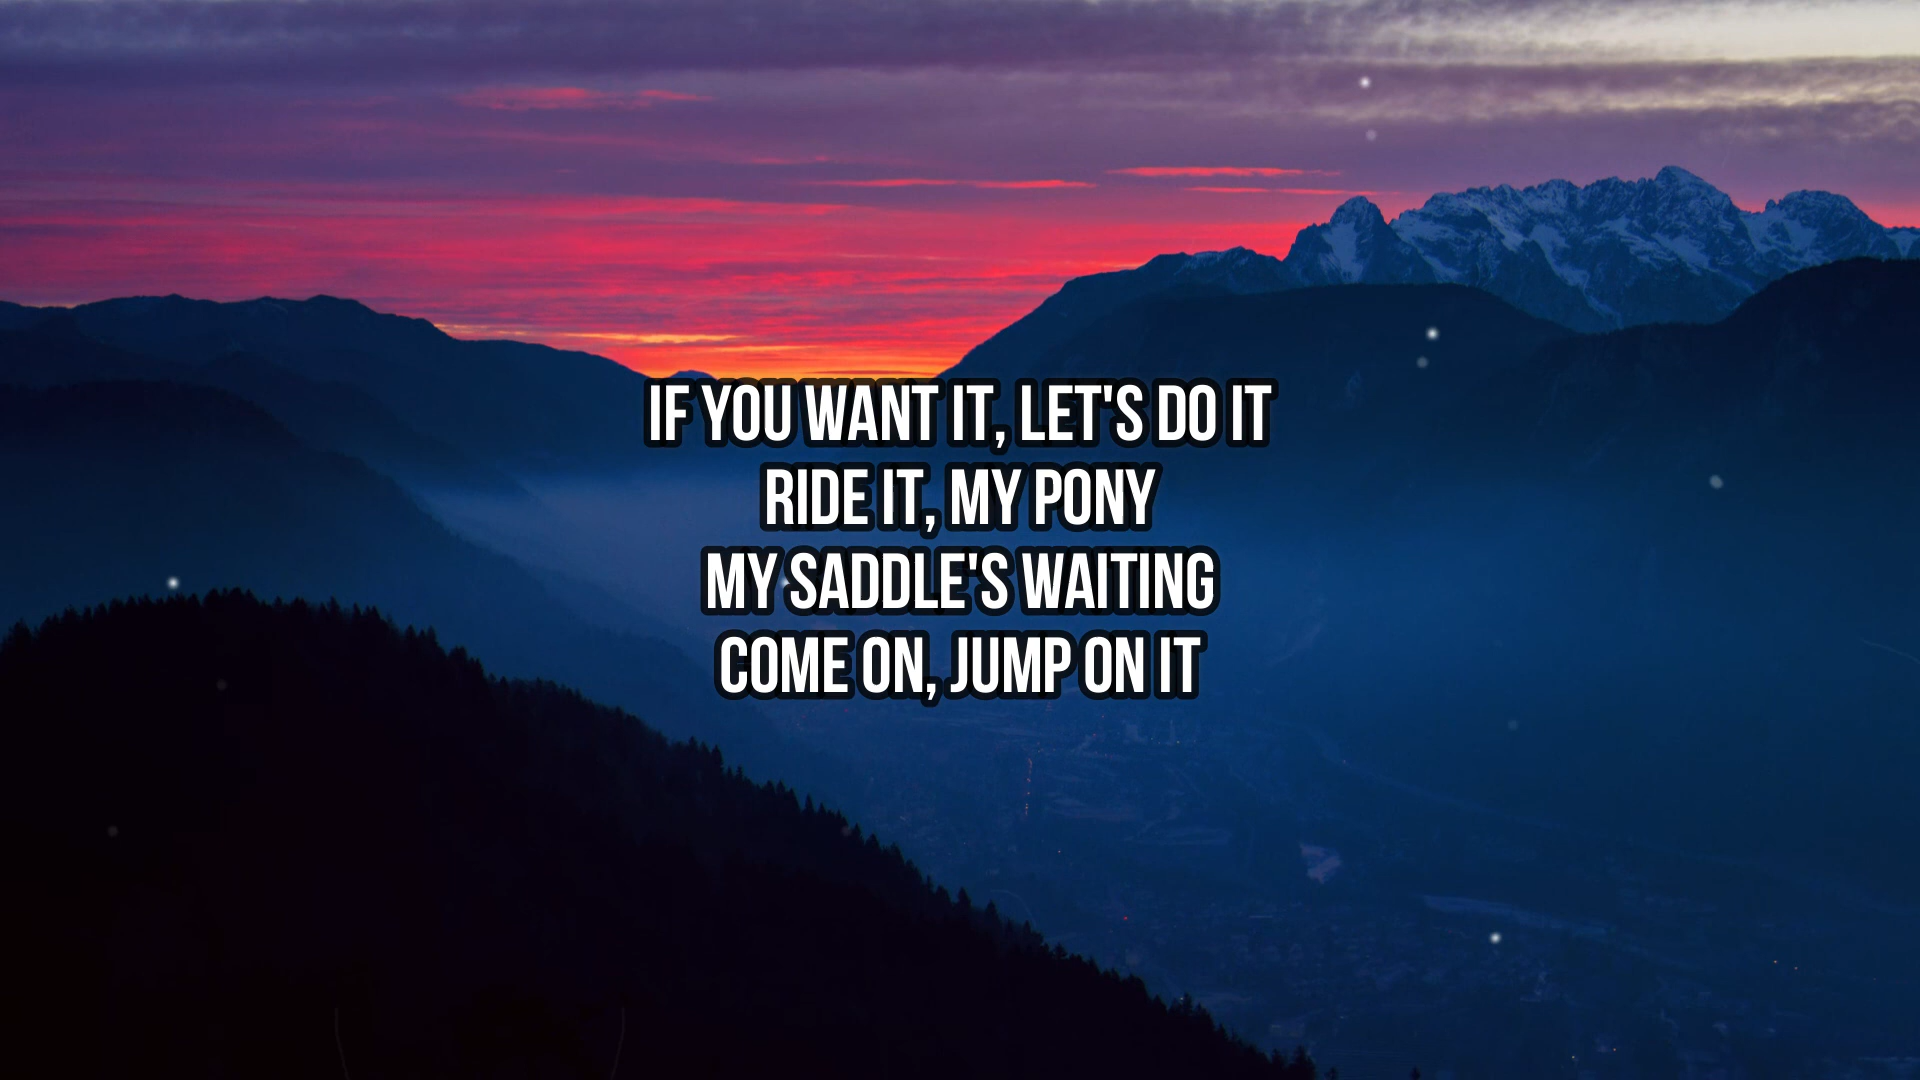 IF YOU WANT IT, LET'S DO IT
RIDE IT, MY PONY
MY SADDLE'S WAITING
COME ON, JUMP ON IT